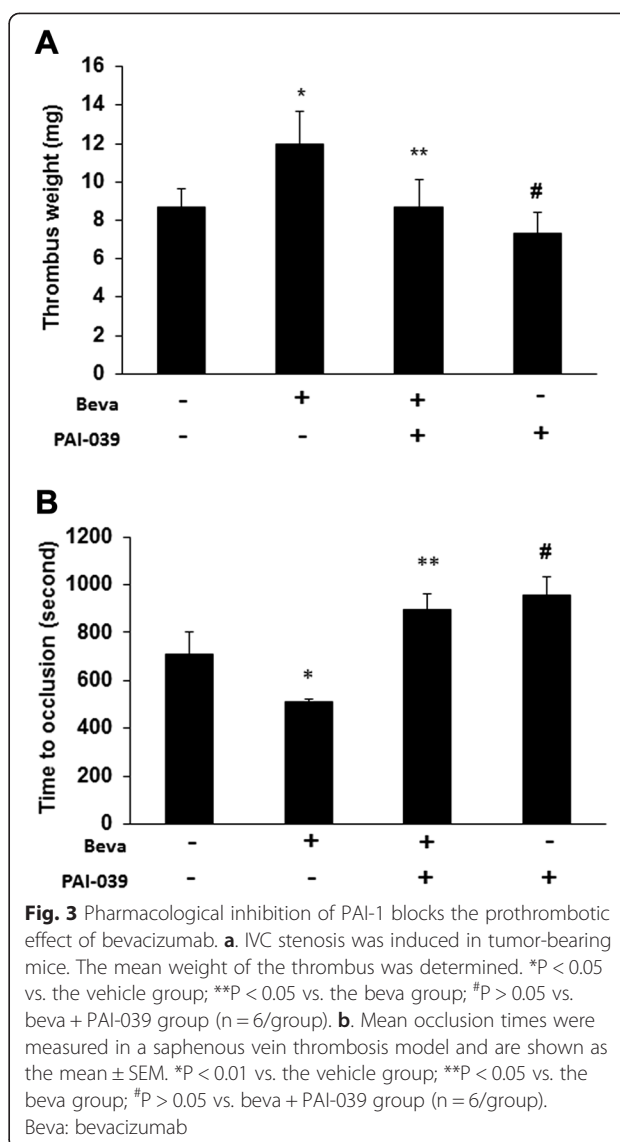 A
Thrombus weight (mg)
16
14
12
10
8
6
4
2
0
*
**
#
Beva - + + -
PAI-039 - - + +
B
Time to occlusion (second)
1200
1000
800
600
400
200
0
*
**
#
Beva - + + -
PAI-039 - - + +
Fig. 3 Pharmacological inhibition of PAI-1 blocks the prothrombotic
effect of bevacizumab. a. IVC stenosis was induced in tumor-bearing
mice. The mean weight of the thrombus was determined. *P < 0.05
vs. the vehicle group; **P < 0.05 vs. the beva group; #P > 0.05 vs.
beva + PAI-039 group (n = 6/group). b. Mean occlusion times were
measured in a saphenous vein thrombosis model and are shown as
the mean ± SEM. *P < 0.01 vs. the vehicle group; **P < 0.05 vs. the
beva group; #P > 0.05 vs. beva + PAI-039 group (n = 6/group).
Beva: bevacizumab